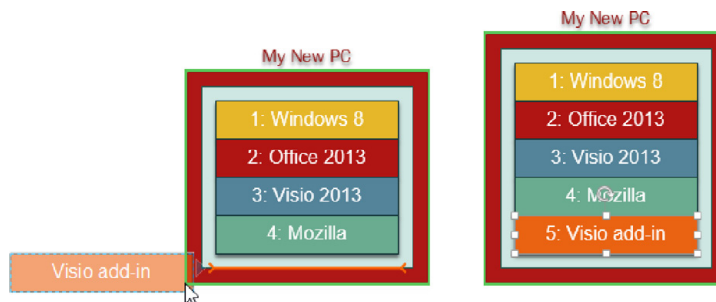 My New PC
1: Windows 8
2: Office 2013
3: Visio 2013
4: Mozilla
Visio add-in
My New PC
1: Windows 8
2: Office 2013
3: Visio 2013
4: Mozilla
5: Visio add-in